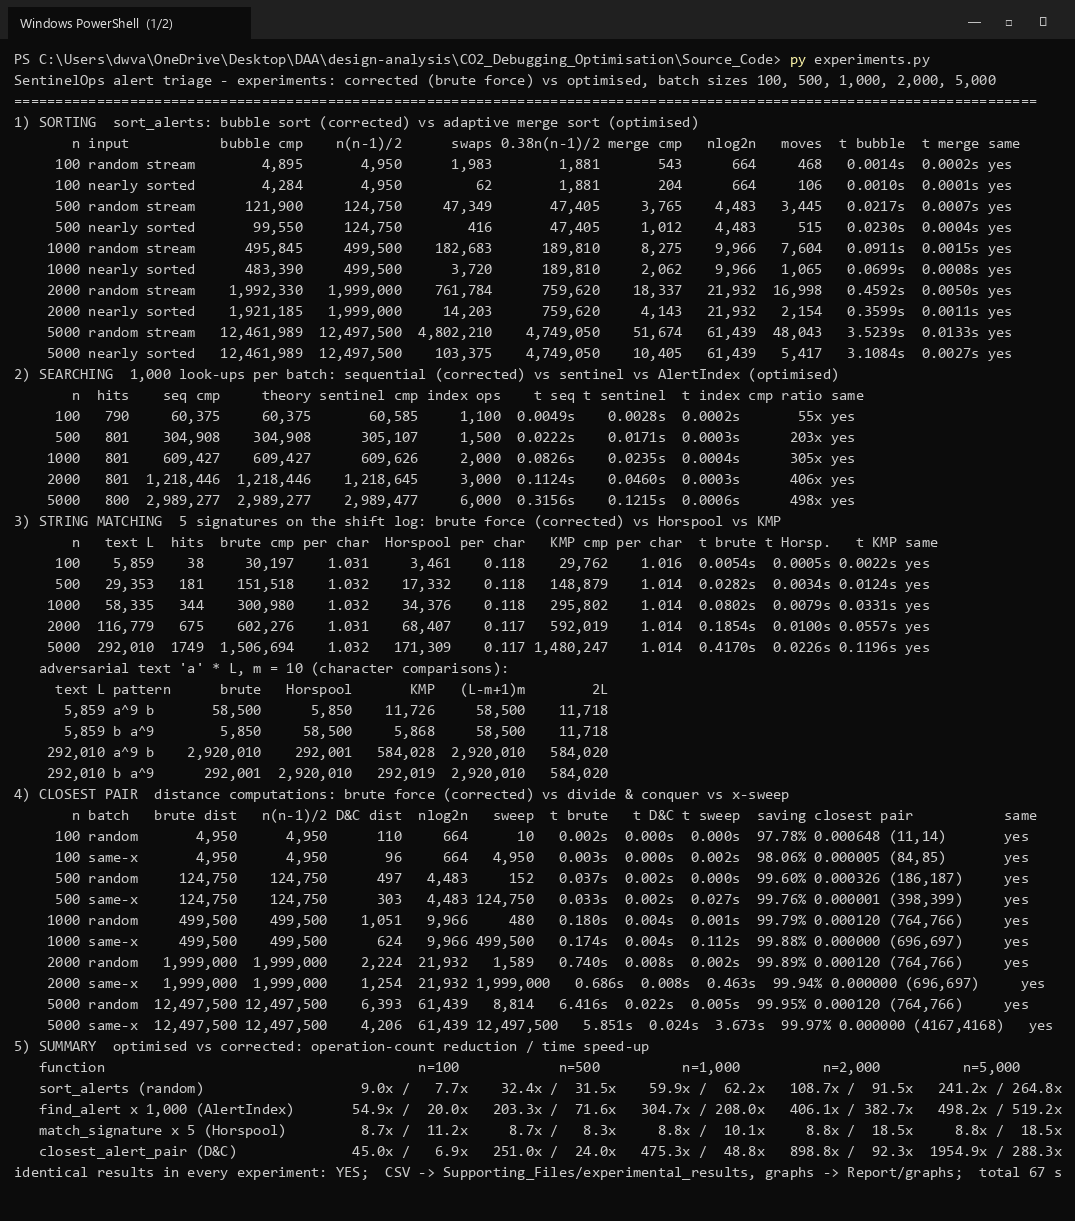 Windows PowerShell (1/2)
PS C:\Users\dwva\OneDrive\Desktop\DAA\design-analysis\CO2_Debugging_Optimisation\Source_Code> py experiments.py
SentinelOps alert triage - experiments: corrected (brute force) vs optimised, batch sizes 100, 500, 1,000, 2,000, 5,000
===========================================================================================================================
1) SORTING  sort_alerts: bubble sort (corrected) vs adaptive merge sort (optimised)
n input bubble cmp n(n-1)/2 swaps 0.38n(n-1)/2 merge cmp nlog2n moves t bubble t merge same
100 random stream 4,895 4,950 1,983 1,881 543 664 468 0.0014s 0.0002s yes
100 nearly sorted 4,284 4,950 62 1,881 204 664 106 0.0010s 0.0001s yes
500 random stream 121,900 124,750 47,349 47,405 3,765 4,483 3,445 0.0217s 0.0007s yes
500 nearly sorted 99,550 124,750 416 47,405 1,012 4,483 515 0.0230s 0.0004s yes
1000 random stream 495,845 499,500 182,683 189,810 8,275 9,966 7,604 0.0911s 0.0015s yes
1000 nearly sorted 483,390 499,500 3,720 189,810 2,062 9,966 1,065 0.0699s 0.0008s yes
2000 random stream 1,992,330 1,999,000 761,784 759,620 18,337 21,932 16,998 0.4592s 0.0050s yes
2000 nearly sorted 1,921,185 1,999,000 14,203 759,620 4,143 21,932 2,154 0.3599s 0.0011s yes
5000 random stream 12,461,989 12,497,500 4,802,210 4,749,050 51,674 61,439 48,043 3.5239s 0.0133s yes
5000 nearly sorted 12,461,989 12,497,500 103,375 4,749,050 10,405 61,439 5,417 3.1084s 0.0027s yes
2) SEARCHING  1,000 look-ups per batch: sequential (corrected) vs sentinel vs AlertIndex (optimised)
n hits seq cmp theory sentinel cmp index ops t seq t sentinel t index cmp ratio same
100 790 60,375 60,375 60,585 1,100 0.0049s 0.0028s 0.0002s 55x yes
500 801 304,908 304,908 305,107 1,500 0.0222s 0.0171s 0.0003s 203x yes
1000 801 609,427 609,427 609,626 2,000 0.0826s 0.0235s 0.0004s 305x yes
2000 801 1,218,446 1,218,446 1,218,645 3,000 0.1124s 0.0460s 0.0003s 406x yes
5000 800 2,989,277 2,989,277 2,989,477 6,000 0.3156s 0.1215s 0.0006s 498x yes
3) STRING MATCHING  5 signatures on the shift log: brute force (corrected) vs Horspool vs KMP
n text L hits brute cmp per char Horspool per char KMP cmp per char t brute t Horsp. t KMP same
100 5,859 38 30,197 1.031 3,461 0.118 29,762 1.016 0.0054s 0.0005s 0.0022s yes
500 29,353 181 151,518 1.032 17,332 0.118 148,879 1.014 0.0282s 0.0034s 0.0124s yes
1000 58,335 344 300,980 1.032 34,376 0.118 295,802 1.014 0.0802s 0.0079s 0.0331s yes
2000 116,779 675 602,276 1.031 68,407 0.117 592,019 1.014 0.1854s 0.0100s 0.0557s yes
5000 292,010 1749 1,506,694 1.032 171,309 0.117 1,480,247 1.014 0.4170s 0.0226s 0.1196s yes
adversarial text 'a' * L, m = 10 (character comparisons):
text L pattern brute Horspool KMP (L-m+1)m 2L
5,859 a^9 b 58,500 5,850 11,726 58,500 11,718
5,859 b a^9 5,850 58,500 5,868 58,500 11,718
292,010 a^9 b 2,920,010 292,001 584,028 2,920,010 584,020
292,010 b a^9 292,001 2,920,010 292,019 2,920,010 584,020
4) CLOSEST PAIR  distance computations: brute force (corrected) vs divide & conquer vs x-sweep
n batch brute dist n(n-1)/2 D&C dist nlog2n sweep t brute t D&C t sweep saving closest pair same
100 random 4,950 4,950 110 664 10 0.002s 0.000s 0.000s 97.78% 0.000648 (11,14) yes
100 same-x 4,950 4,950 96 664 4,950 0.003s 0.000s 0.002s 98.06% 0.000005 (84,85) yes
500 random 124,750 124,750 497 4,483 152 0.037s 0.002s 0.000s 99.60% 0.000326 (186,187) yes
500 same-x 124,750 124,750 303 4,483 124,750 0.033s 0.002s 0.027s 99.76% 0.000001 (398,399) yes
1000 random 499,500 499,500 1,051 9,966 480 0.180s 0.004s 0.001s 99.79% 0.000120 (764,766) yes
1000 same-x 499,500 499,500 624 9,966 499,500 0.174s 0.004s 0.112s 99.88% 0.000000 (696,697) yes
2000 random 1,999,000 1,999,000 2,224 21,932 1,589 0.740s 0.008s 0.002s 99.89% 0.000120 (764,766) yes
2000 same-x 1,999,000 1,999,000 1,254 21,932 1,999,000 0.686s 0.008s 0.463s 99.94% 0.000000 (696,697) yes
5000 random 12,497,500 12,497,500 6,393 61,439 8,814 6.416s 0.022s 0.005s 99.95% 0.000120 (764,766) yes
5000 same-x 12,497,500 12,497,500 4,206 61,439 12,497,500 5.851s 0.024s 3.673s 99.97% 0.000000 (4167,4168) yes
5) SUMMARY  optimised vs corrected: operation-count reduction / time speed-up
function n=100 n=500 n=1,000 n=2,000 n=5,000
sort_alerts (random) 9.0x / 7.7x 32.4x / 31.5x 59.9x / 62.2x 108.7x / 91.5x 241.2x / 264.8x
find_alert x 1,000 (AlertIndex) 54.9x / 20.0x 203.3x / 71.6x 304.7x / 208.0x 406.1x / 382.7x 498.2x / 519.2x
match_signature x 5 (Horspool) 8.7x / 11.2x 8.7x / 8.3x 8.8x / 10.1x 8.8x / 18.5x 8.8x / 18.5x
closest_alert_pair (D&C) 45.0x / 6.9x 251.0x / 24.0x 475.3x / 48.8x 898.8x / 92.3x 1954.9x / 288.3x
identical results in every experiment: YES;  CSV -> Supporting_Files/experimental_results, graphs -> Report/graphs;  total 67 s